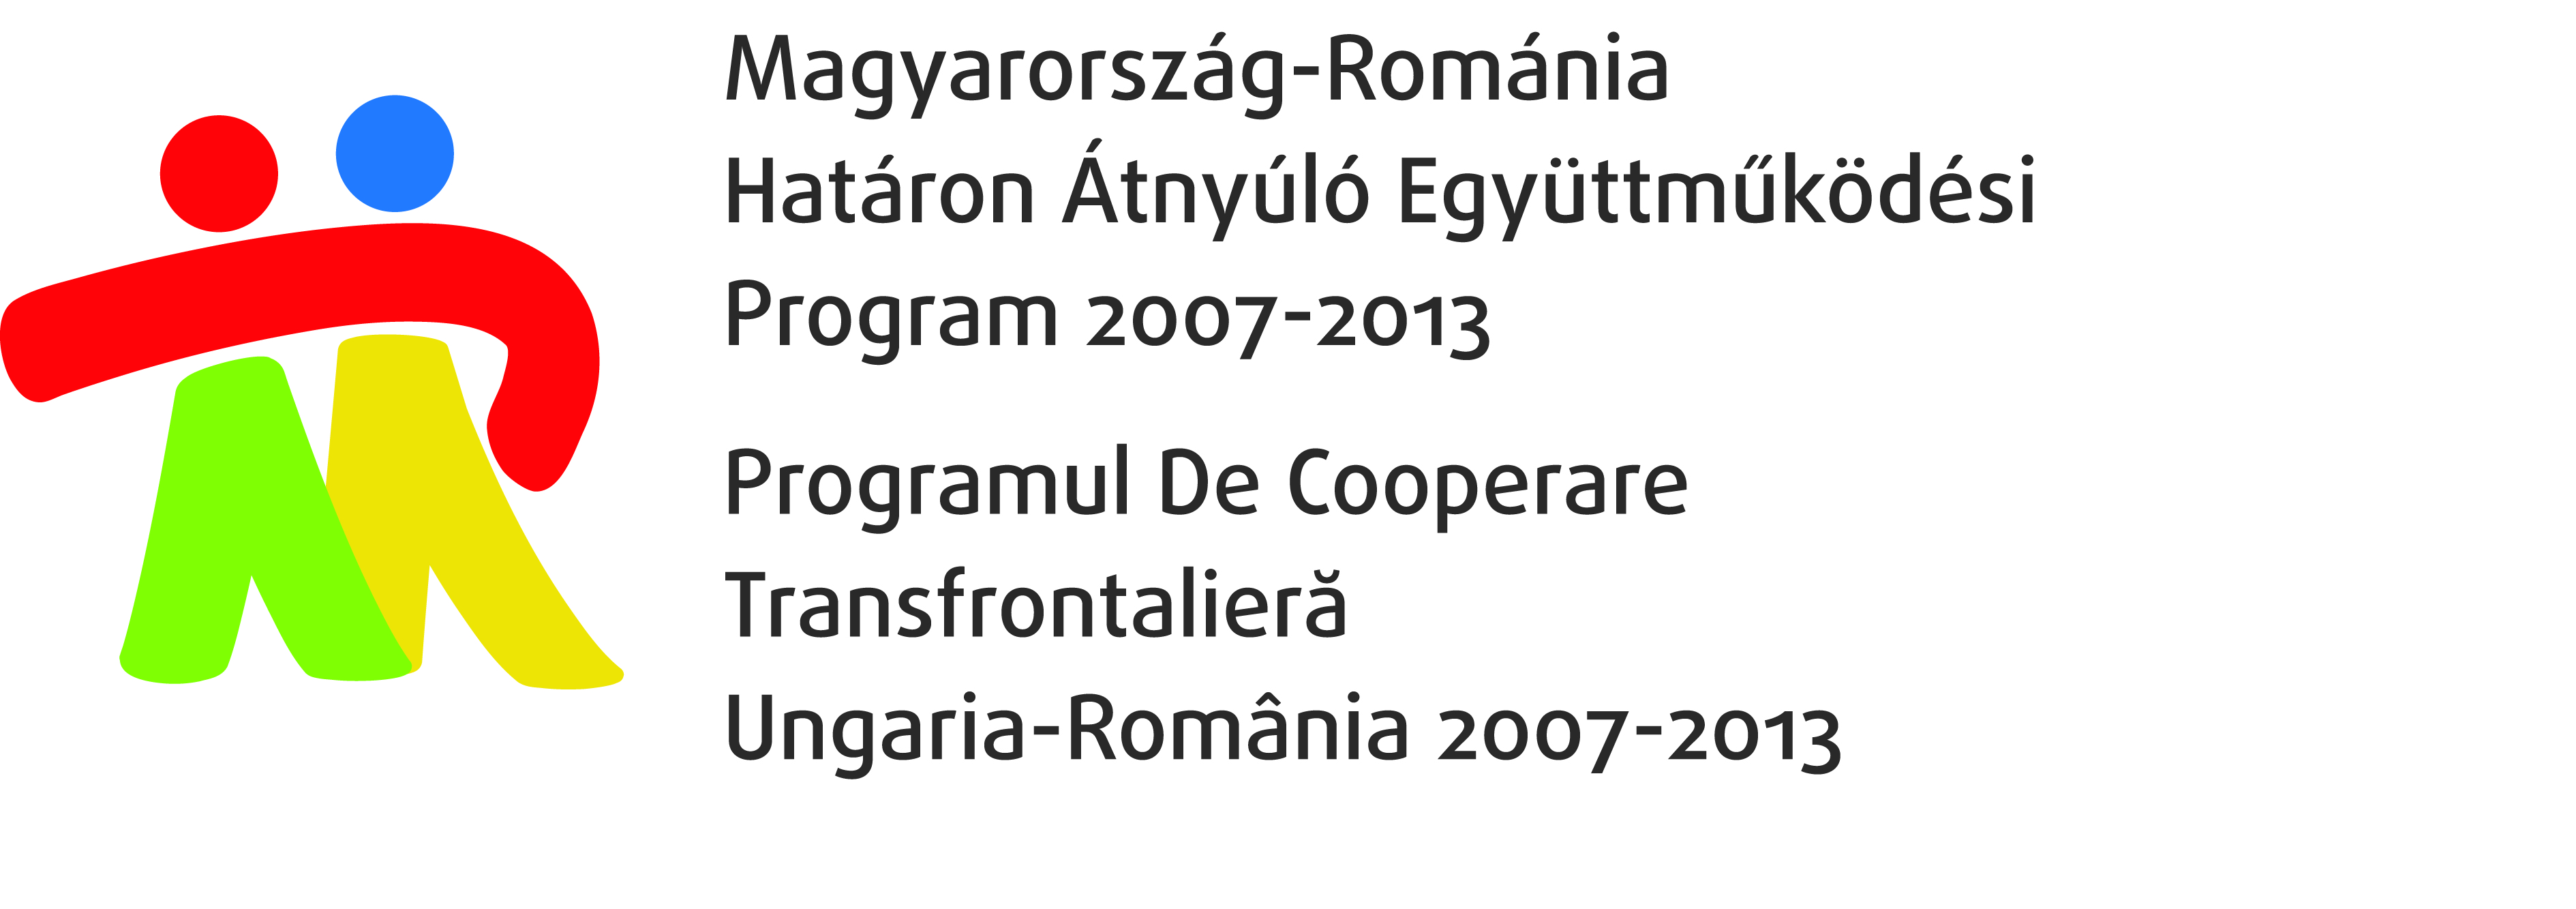 Magyarország-Románia
Határon Átnyúló Együttműködési
Program 2007-2013
Programul De Cooperare
Transfrontalieră
Ungaria-România 2007-2013